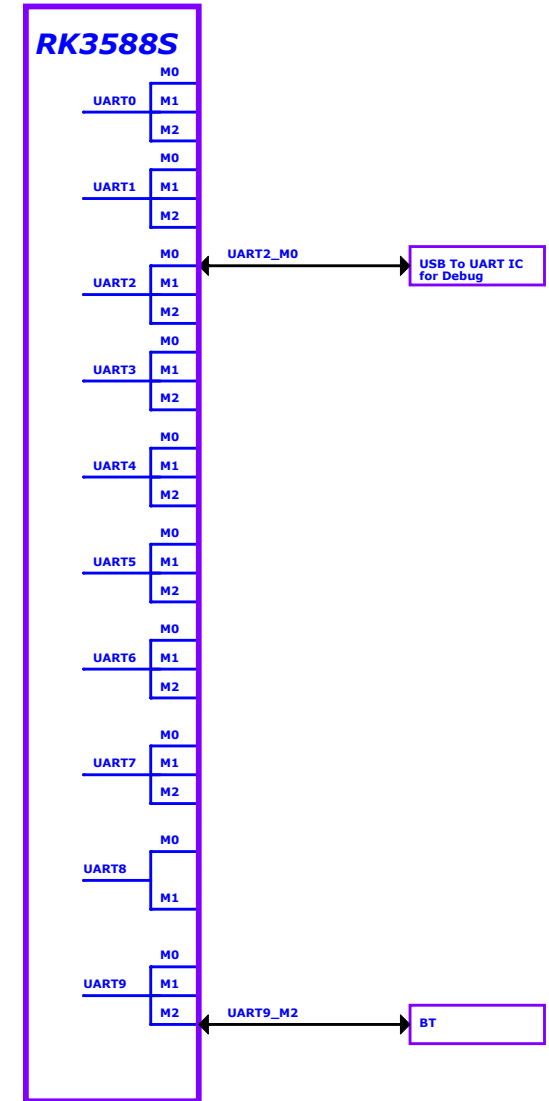 RK3588S
M0
UART0 M1
M2
M0
UART1 M1
M2
M0 UART2_M0
USB To UART IC
for Debug
UART2 M1
M2
M0
UART3 M1
M2
M0
UART4 M1
M2
M0
UART5 M1
M2
M0
UART6 M1
M2
M0
UART7 M1
M2
M0
UART8
M1
M0
UART9 M1
M2 UART9_M2
BT